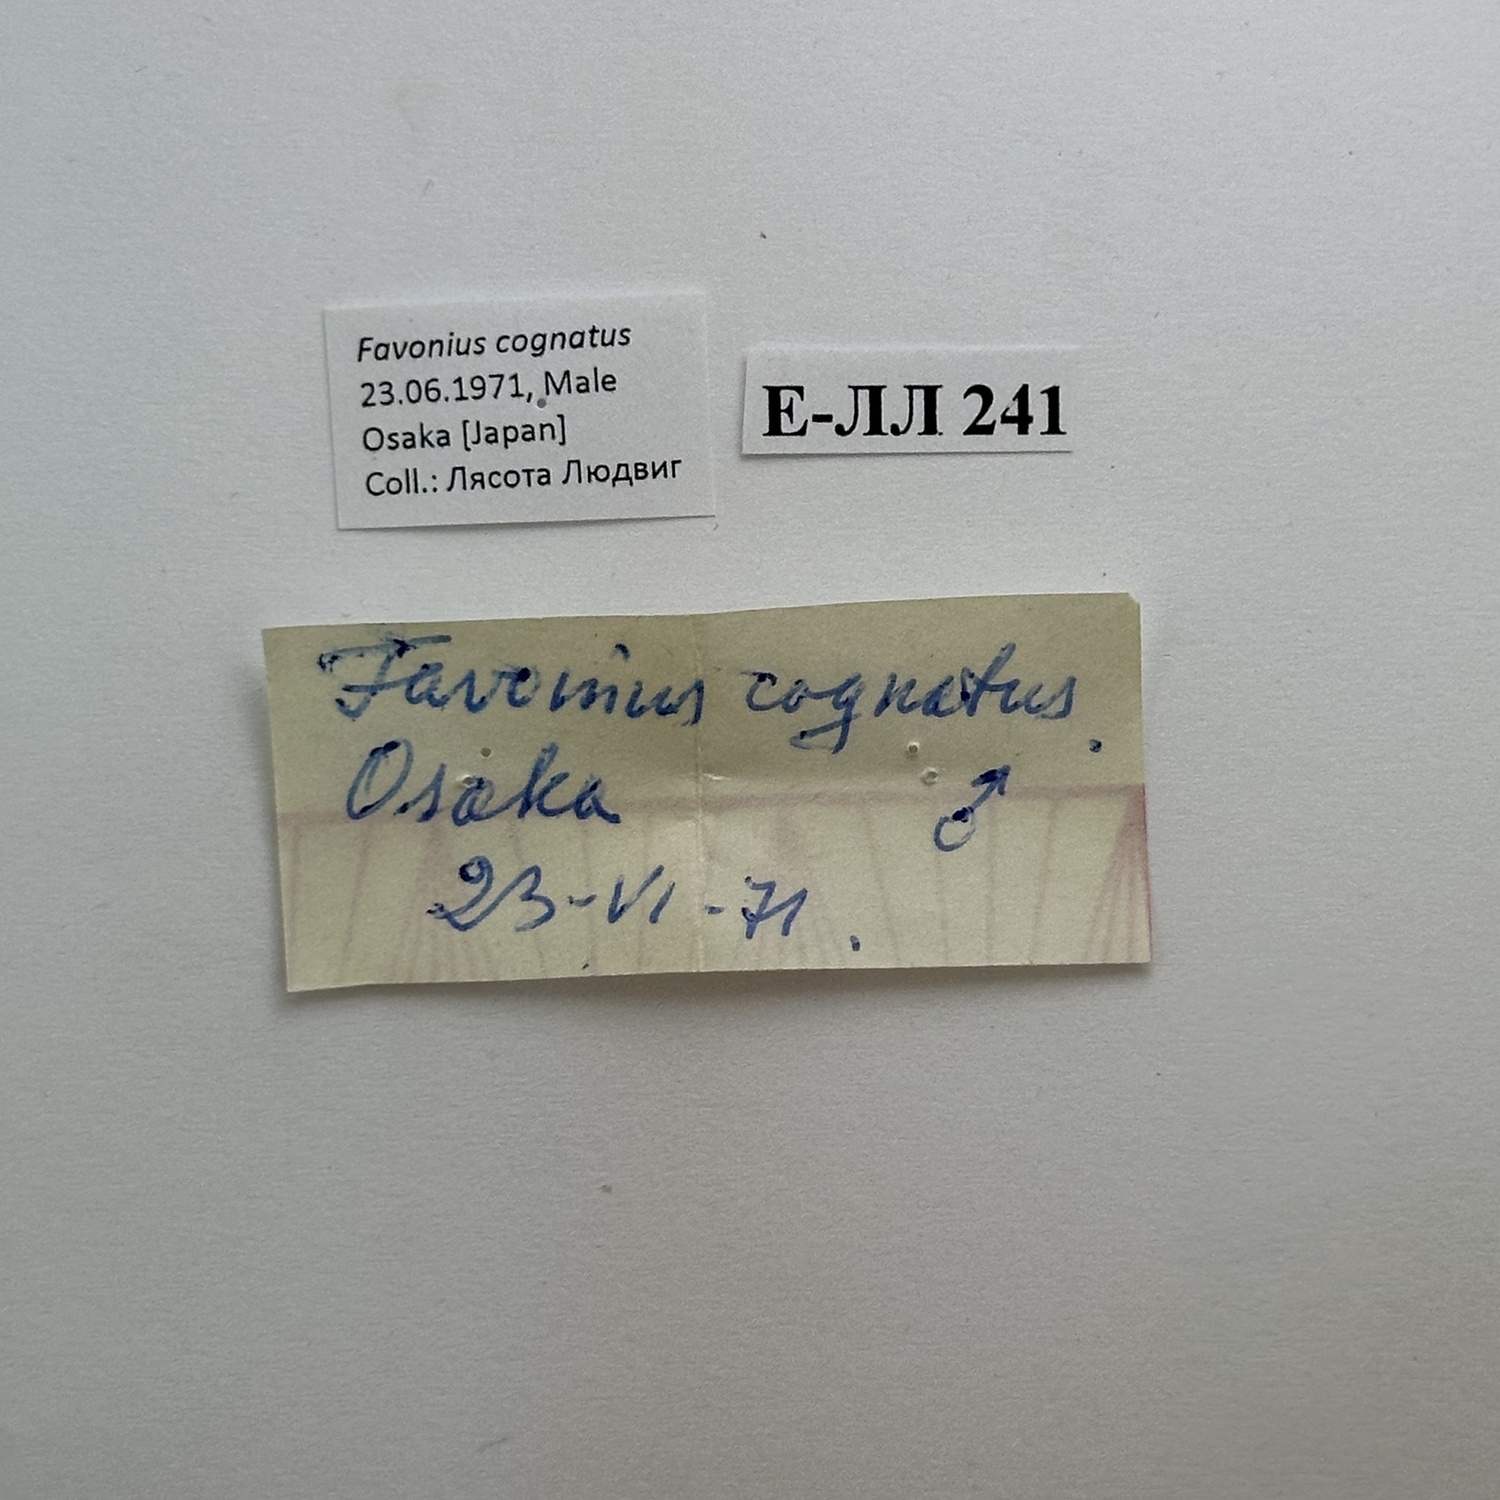 Favonius cognatus
23.06.1971, Male
Osaka [Japan]
Coll.: Лясота Людвиг
Е-ЛЛ 241
Favonius cognatus.
Osaka ♂
23-VI-71.